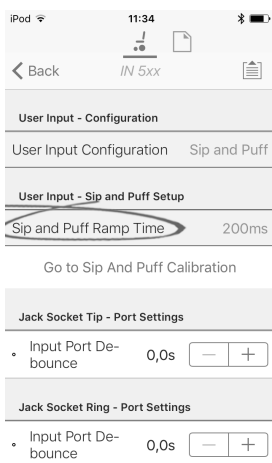 iPod 11:34
Back IN 5xx
User Input - Configuration
User Input Configuration Sip and Puff
User Input - Sip and Puff Setup
Sip and Puff Ramp Time 200ms
Go to Sip And Puff Calibration
Jack Socket Tip - Port Settings
Input Port De-
bounce 0,0s
Jack Socket Ring - Port Settings
Input Port De-
bounce 0,0s